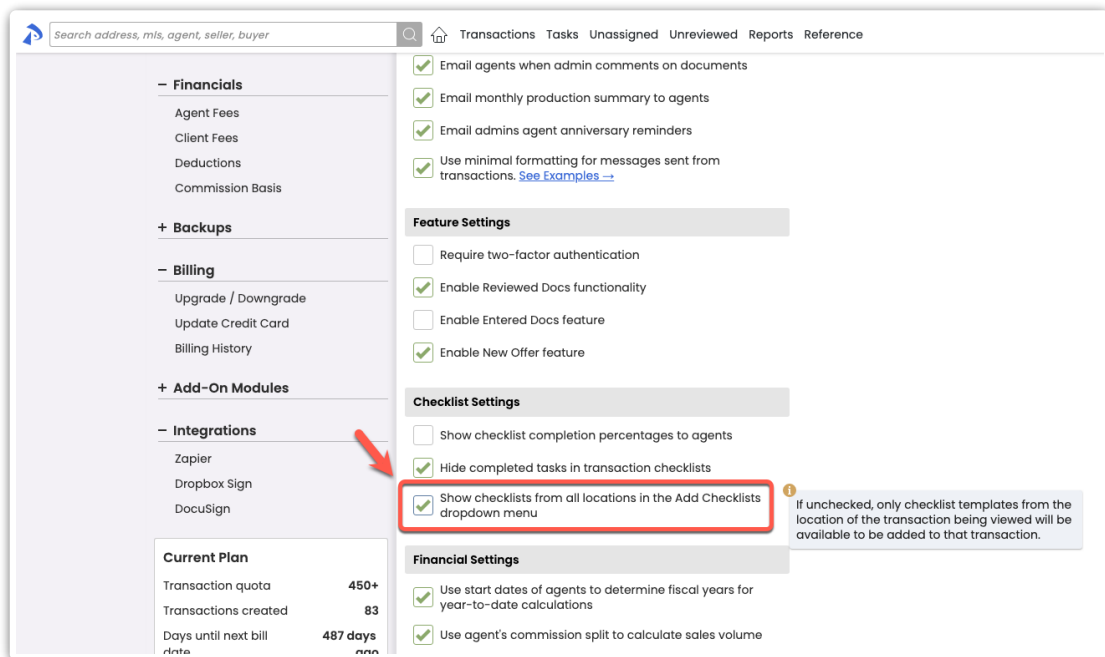 Search address, mls, agent, seller, buyer
Transactions Tasks Unassigned Unreviewed Reports Reference
− Financials
Agent Fees
Client Fees
Deductions
Commission Basis
+ Backups
− Billing
Upgrade / Downgrade
Update Credit Card
Billing History
+ Add-On Modules
− Integrations
Zapier
Dropbox Sign
DocuSign
Current Plan
Transaction quota 450+
Transactions created 83
Days until next bill 487 days
date ago
Email agents when admin comments on documents
Email monthly production summary to agents
Email admins agent anniversary reminders
Use minimal formatting for messages sent from
transactions. See Examples →
Feature Settings
Require two-factor authentication
Enable Reviewed Docs functionality
Enable Entered Docs feature
Enable New Offer feature
Checklist Settings
Show checklist completion percentages to agents
Hide completed tasks in transaction checklists
Show checklists from all locations in the Add Checklists
dropdown menu
If unchecked, only checklist templates from the
location of the transaction being viewed will be
available to be added to that transaction.
Financial Settings
Use start dates of agents to determine fiscal years for
year-to-date calculations
Use agent's commission split to calculate sales volume